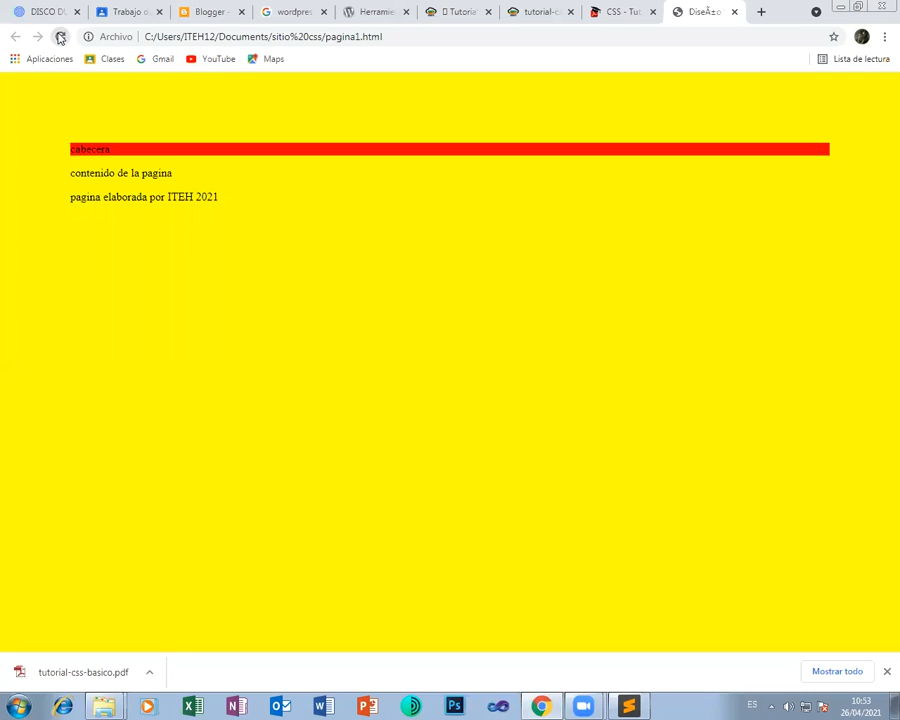 DISCO DU
Trabajo o
Blogger -
wordpres
Herramie
Tutoria
tutorial-c
CSS - Tut
DiseÃ±o
Archivo C:/Users/ITEH12/Documents/sitio%20css/pagina1.html
Aplicaciones Clases Gmail YouTube Maps Lista de lectura
cabecera
contenido de la pagina
pagina elaborada por ITEH 2021
tutorial-css-basico.pdf Mostrar todo
ES 10:53
26/04/2021